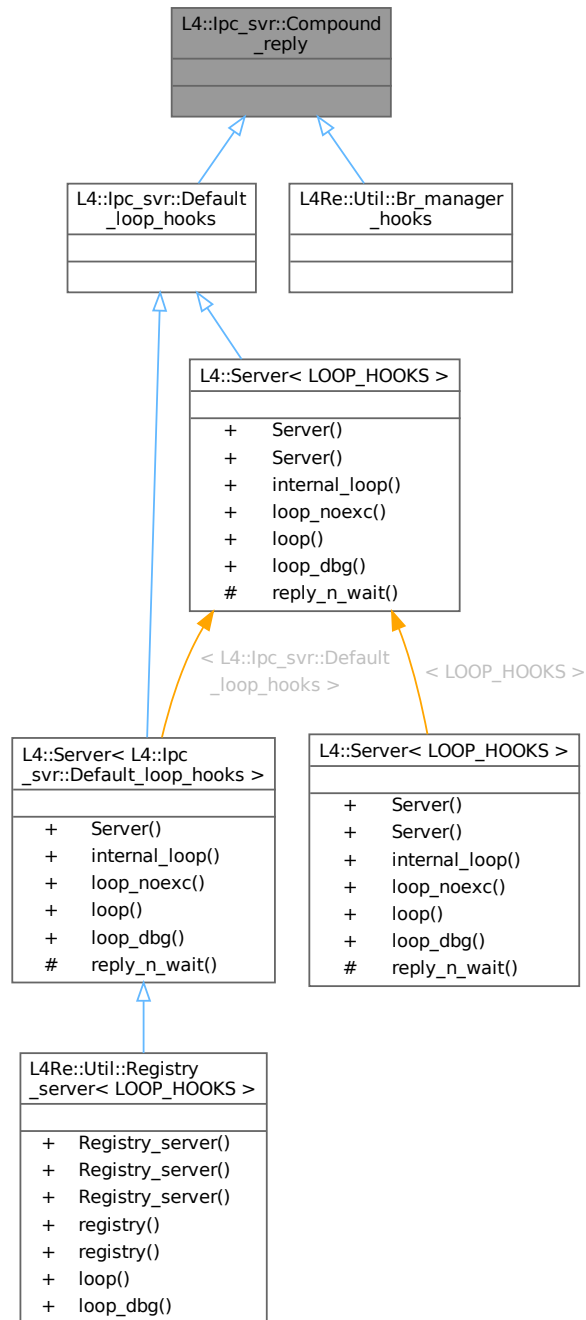 L4::Ipc_svr::Compound
_reply
L4::Ipc_svr::Default
_loop_hooks
L4Re::Util::Br_manager
_hooks
L4::Server< LOOP_HOOKS >
+ Server()
+ Server()
+ internal_loop()
+ loop_noexc()
+ loop()
+ loop_dbg()
# reply_n_wait()
< L4::Ipc_svr::Default
_loop_hooks >
< LOOP_HOOKS >
L4::Server< L4::Ipc
_svr::Default_loop_hooks >
+ Server()
+ internal_loop()
+ loop_noexc()
+ loop()
+ loop_dbg()
# reply_n_wait()
L4::Server< LOOP_HOOKS >
+ Server()
+ Server()
+ internal_loop()
+ loop_noexc()
+ loop()
+ loop_dbg()
# reply_n_wait()
L4Re::Util::Registry
_server< LOOP_HOOKS >
+ Registry_server()
+ Registry_server()
+ Registry_server()
+ registry()
+ registry()
+ loop()
+ loop_dbg()